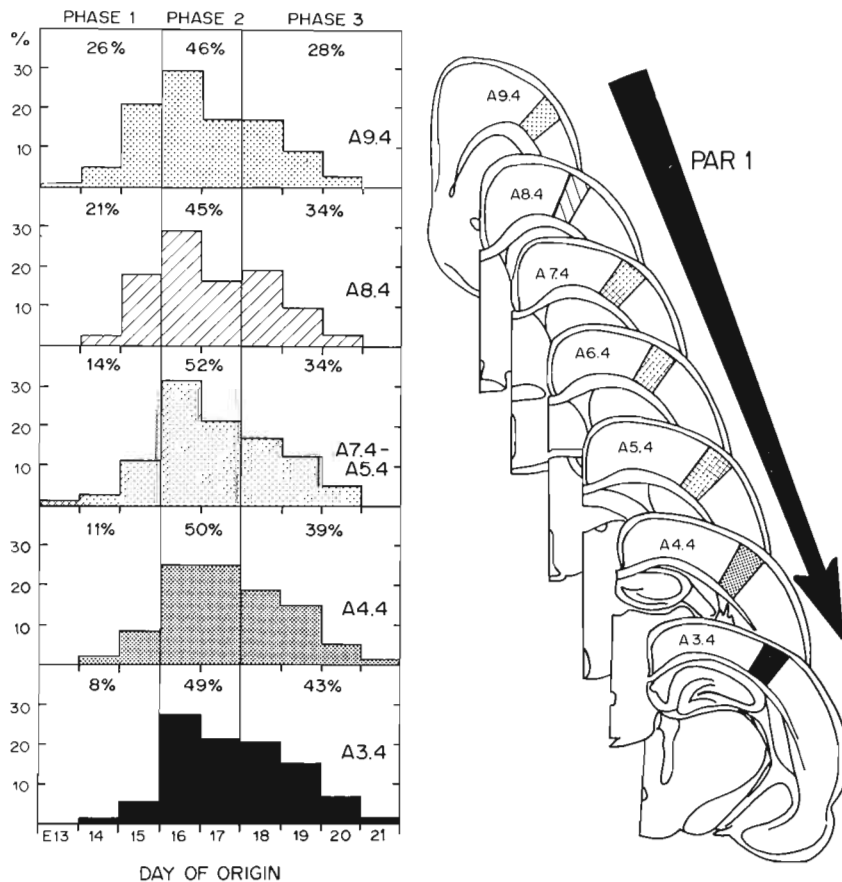 PHASE 1 PHASE 2 PHASE 3
%
26% 46% 28%
30
20
10
A9.4
21% 45% 34%
30
20
10
A8.4
14% 52% 34%
30
20
10
A7.4-
A5.4
11% 50% 39%
30
20
10
A4.4
8% 49% 43%
30
20
10
A3.4
E13 14 15 16 17 18 19 20 21
DAY OF ORIGIN
A9.4
PAR 1
A8.4
A7.4
A6.4
A5.4
A4.4
A3.4